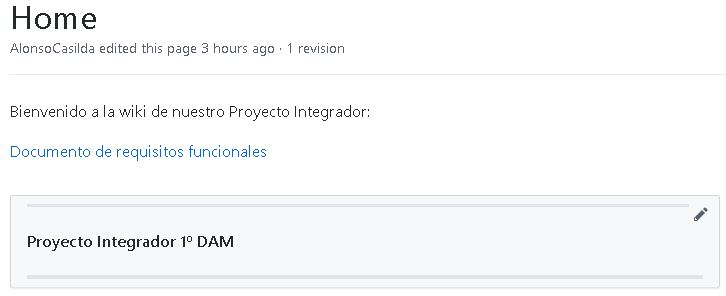 Home
AlonsoCasilda edited this page 3 hours ago · 1 revision
Bienvenido a la wiki de nuestro Proyecto Integrador:
Documento de requisitos funcionales
Proyecto Integrador 1º DAM